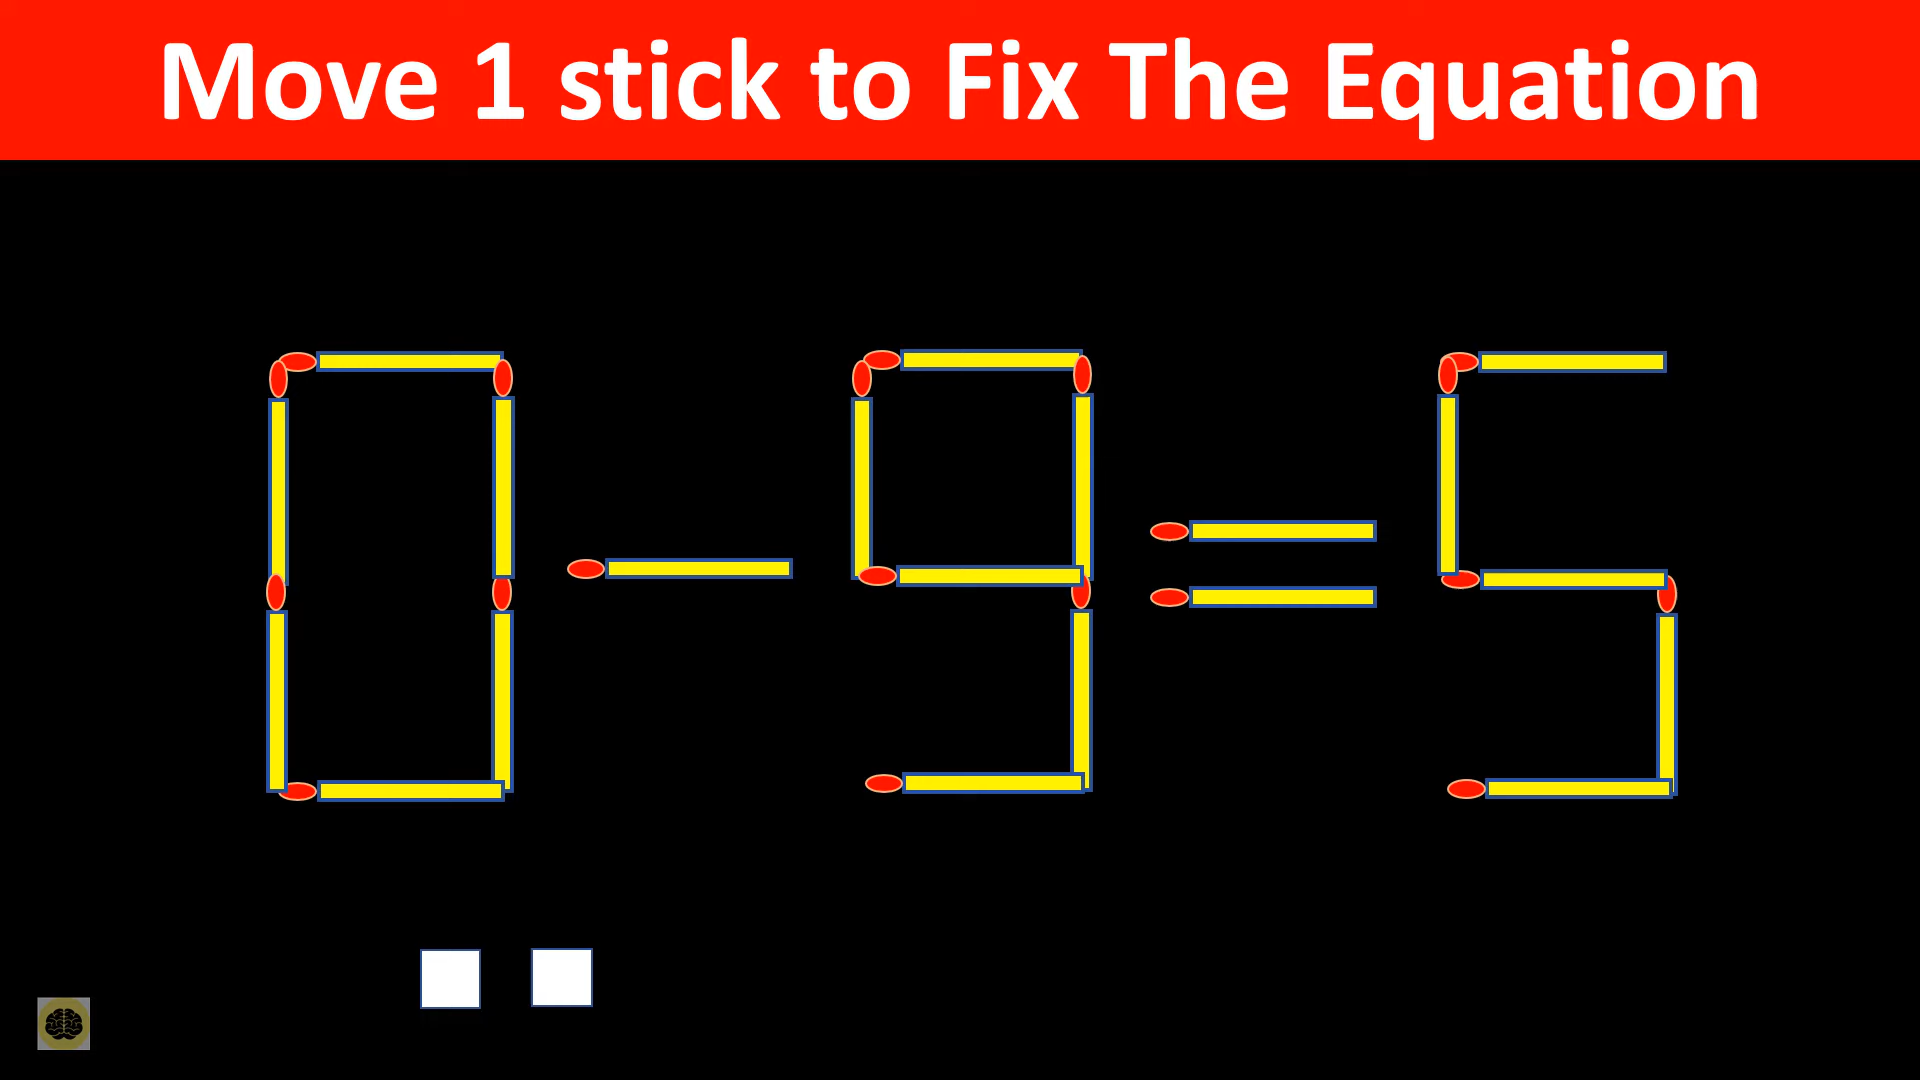 Move 1 stick to Fix The Equation
0 - 9 = 5